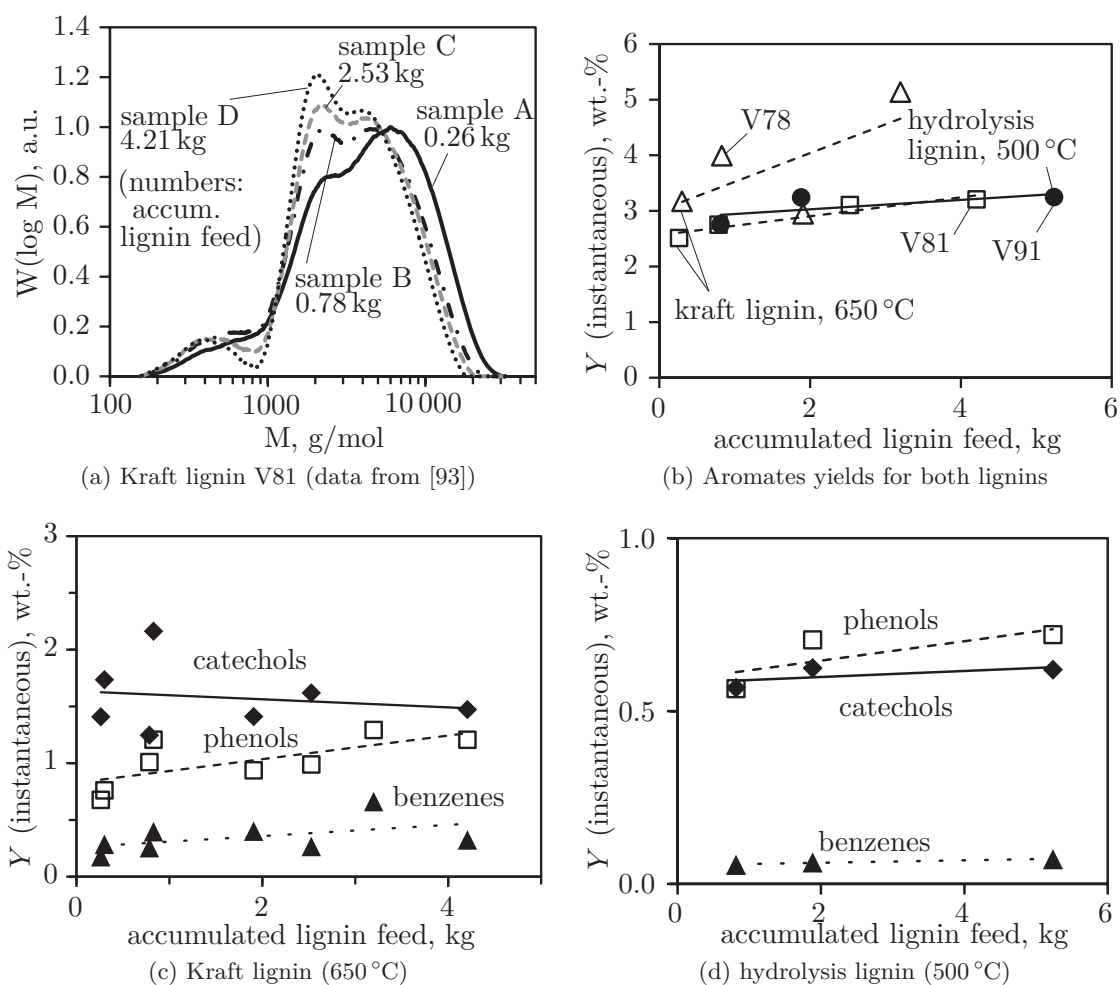 1.4
1.2
1.0
0.8
0.6
0.4
0.2
0.0
W(log M), a.u.
100
1000
10 000
M, g/mol
sample C
2.53 kg
sample A
0.26 kg
sample D
4.21 kg
(numbers:
accum.
lignin feed)
sample B
0.78 kg
(a) Kraft lignin V81 (data from [93])
6
5
4
3
2
1
0
Y (instantaneous), wt.-%
0
2
4
6
accumulated lignin feed, kg
V78
hydrolysis
lignin, 500 °C
V81
V91
kraft lignin, 650 °C
(b) Aromates yields for both lignins
3
2
1
0
Y (instantaneous), wt.-%
0
2
4
accumulated lignin feed, kg
catechols
phenols
benzenes
(c) Kraft lignin (650 °C)
1.0
0.5
0.0
Y (instantaneous), wt.-%
0
2
4
6
accumulated lignin feed, kg
phenols
catechols
benzenes
(d) hydrolysis lignin (500 °C)